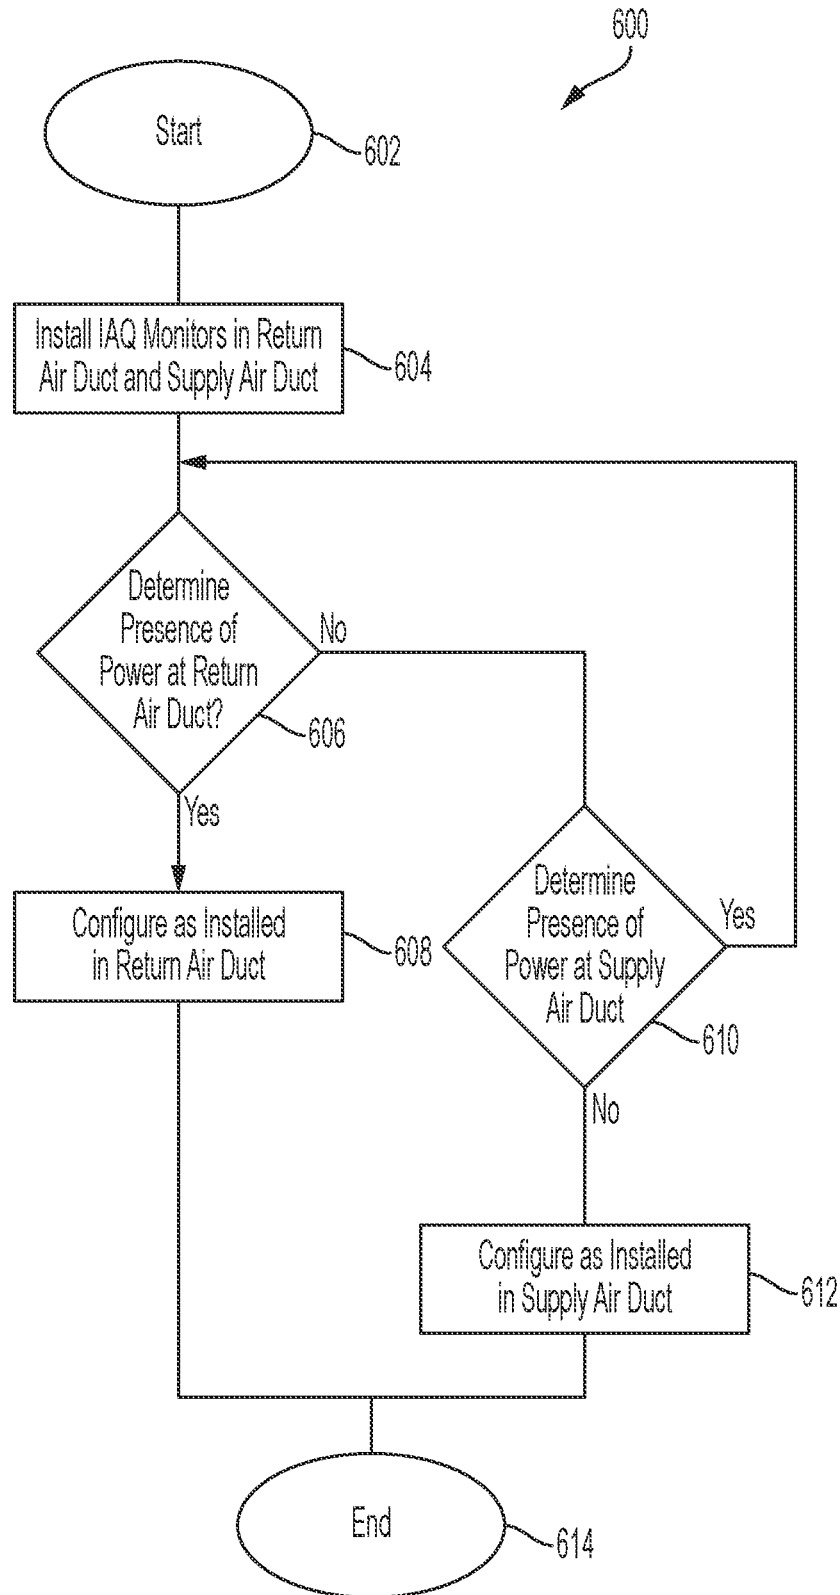 600
Start
602
Install IAQ Monitors in Return
Air Duct and Supply Air Duct
604
Determine
Presence of
Power at Return
Air Duct?
No
606
Yes
Configure as Installed
in Return Air Duct
608
Determine
Presence of
Power at Supply
Air Duct
Yes
610
No
Configure as Installed
in Supply Air Duct
612
End
614